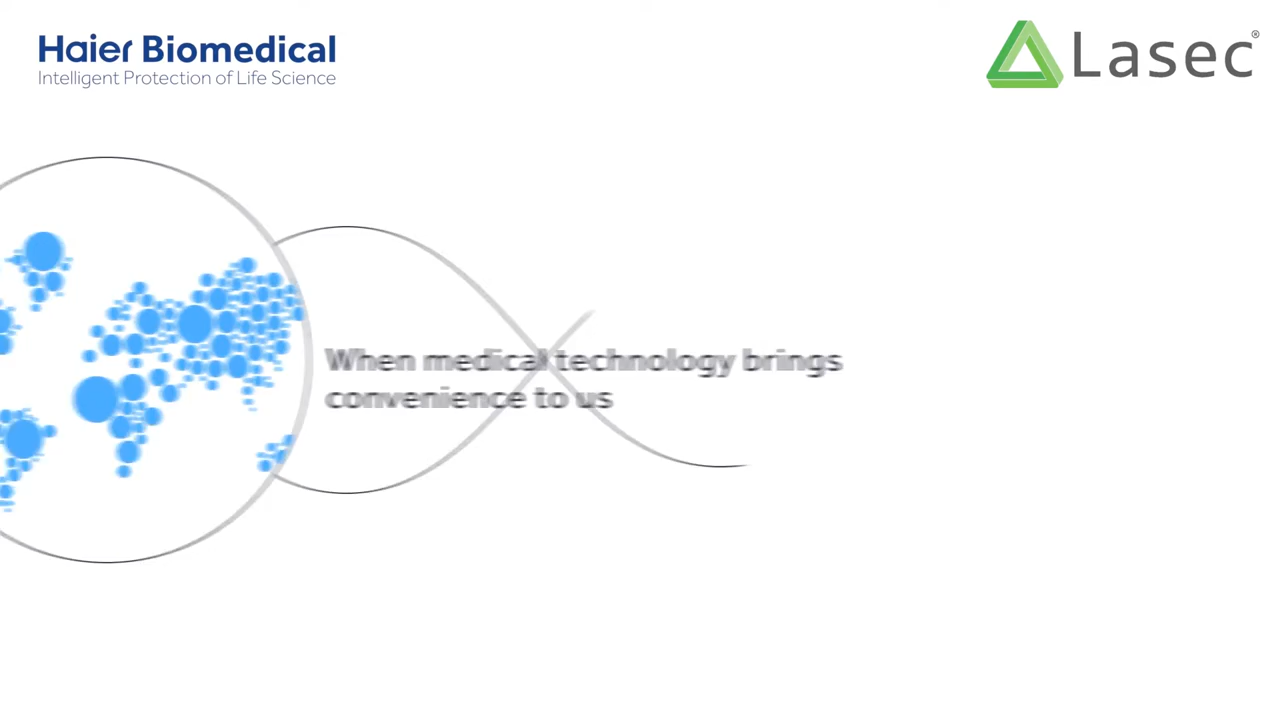 Haier Biomedical
Intelligent Protection of Life Science
Lasec®
When medical technology brings
convenience to us